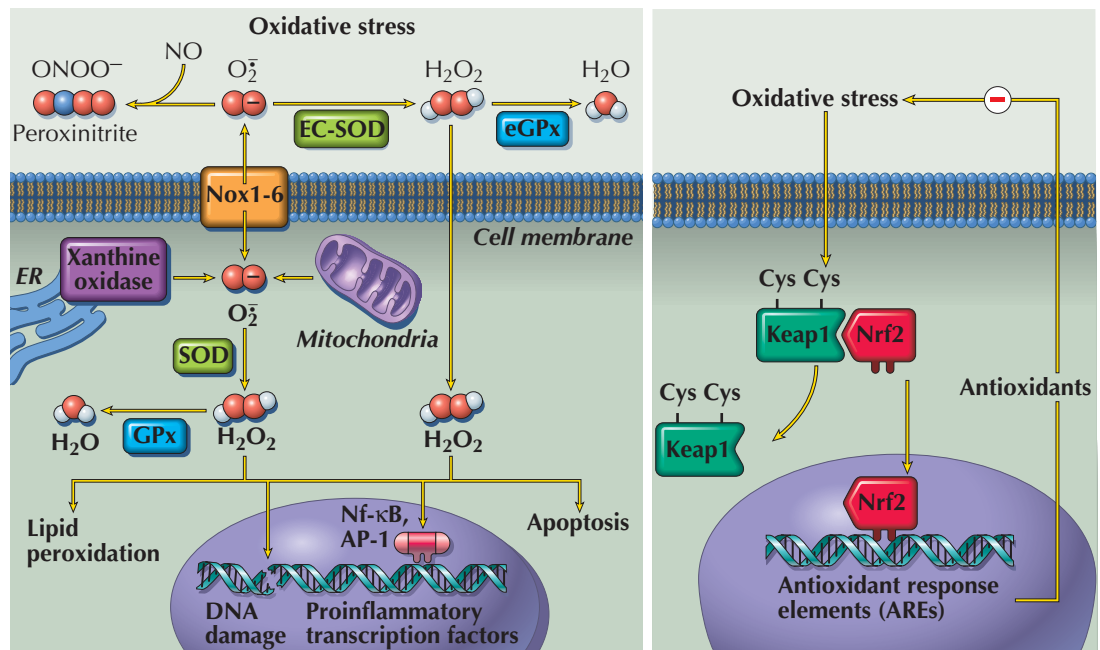 Oxidative stress
NO
ONOO⁻
O₂•̄
H₂O₂
H₂O
Peroxinitrite
EC-SOD
eGPx
Nox1-6
Cell membrane
ER
Xanthine
oxidase
O₂•̄
Mitochondria
SOD
H₂O
GPx
H₂O₂
H₂O₂
Lipid
peroxidation
Nf-κB,
AP-1
Apoptosis
DNA
damage
Proinflammatory
transcription factors
Oxidative stress
Cys Cys
Keap1
Nrf2
Antioxidants
Cys Cys
Keap1
Nrf2
Antioxidant response
elements (AREs)